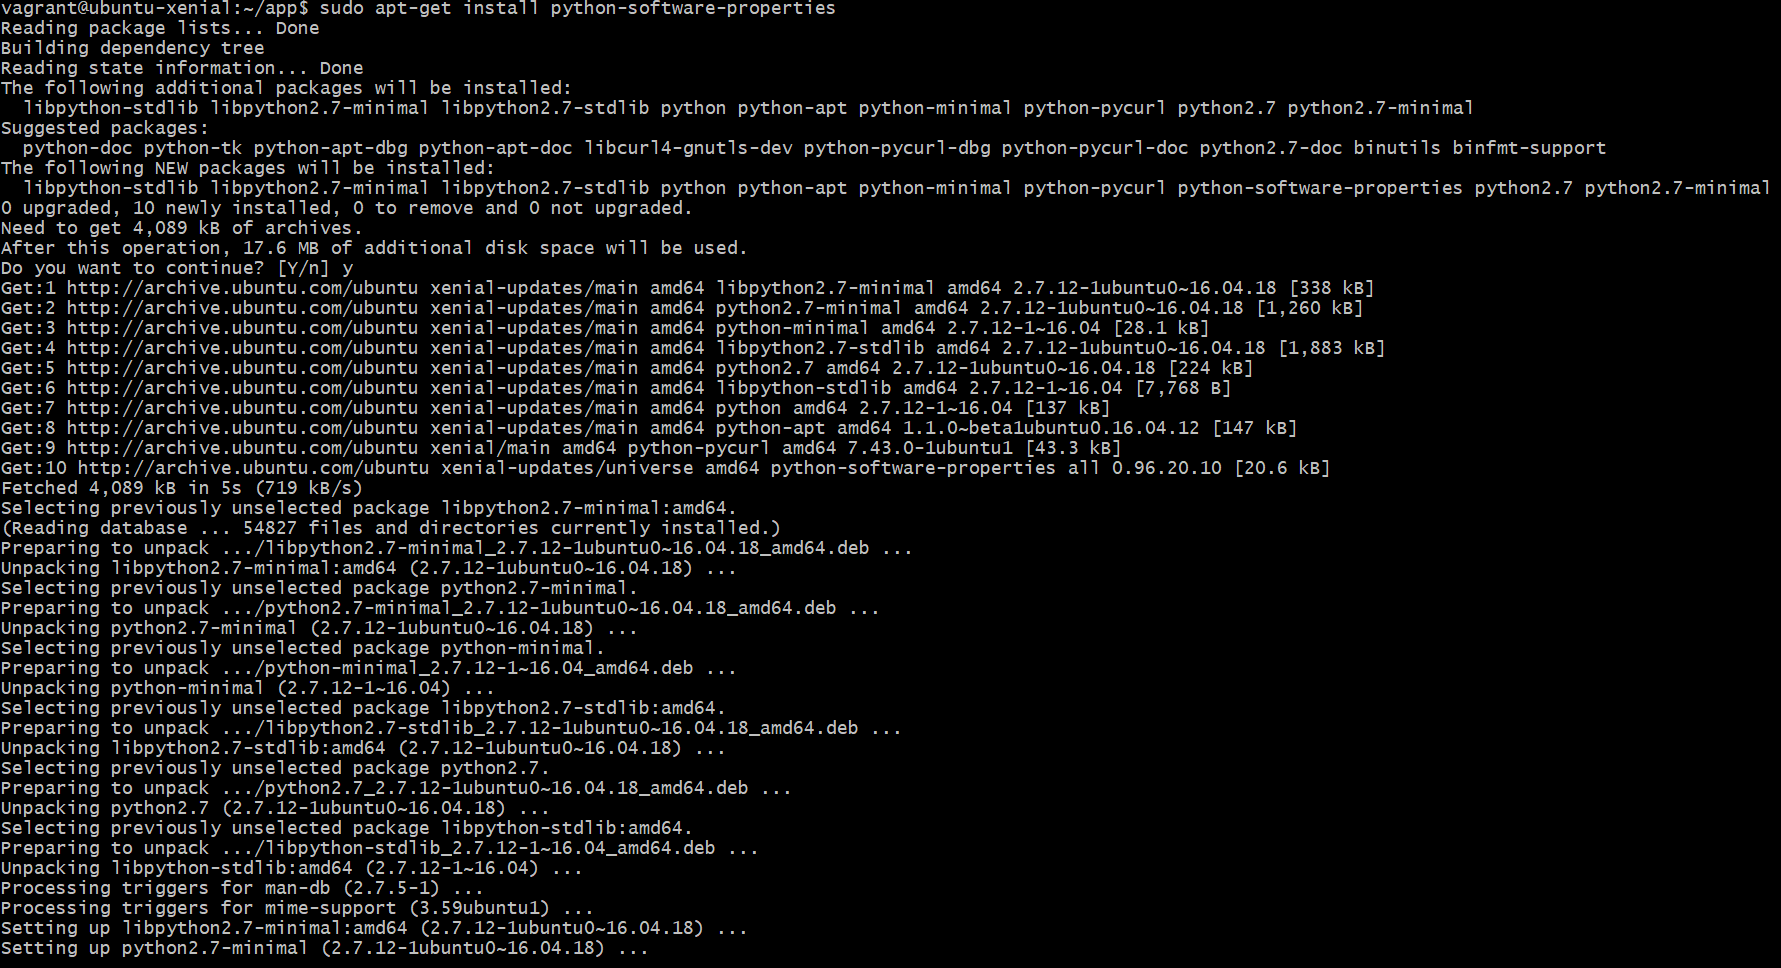 vagrant@ubuntu-xenial:~/app$ sudo apt-get install python-software-properties
Reading package lists... Done
Building dependency tree
Reading state information... Done
The following additional packages will be installed:
  libpython-stdlib libpython2.7-minimal libpython2.7-stdlib python python-apt python-minimal python-pycurl python2.7 python2.7-minimal
Suggested packages:
  python-doc python-tk python-apt-dbg python-apt-doc libcurl4-gnutls-dev python-pycurl-dbg python-pycurl-doc python2.7-doc binutils binfmt-support
The following NEW packages will be installed:
  libpython-stdlib libpython2.7-minimal libpython2.7-stdlib python python-apt python-minimal python-pycurl python-software-properties python2.7 python2.7-minimal
0 upgraded, 10 newly installed, 0 to remove and 0 not upgraded.
Need to get 4,089 kB of archives.
After this operation, 17.6 MB of additional disk space will be used.
Do you want to continue? [Y/n] y
Get:1 http://archive.ubuntu.com/ubuntu xenial-updates/main amd64 libpython2.7-minimal amd64 2.7.12-1ubuntu0~16.04.18 [338 kB]
Get:2 http://archive.ubuntu.com/ubuntu xenial-updates/main amd64 python2.7-minimal amd64 2.7.12-1ubuntu0~16.04.18 [1,260 kB]
Get:3 http://archive.ubuntu.com/ubuntu xenial-updates/main amd64 python-minimal amd64 2.7.12-1~16.04 [28.1 kB]
Get:4 http://archive.ubuntu.com/ubuntu xenial-updates/main amd64 libpython2.7-stdlib amd64 2.7.12-1ubuntu0~16.04.18 [1,883 kB]
Get:5 http://archive.ubuntu.com/ubuntu xenial-updates/main amd64 python2.7 amd64 2.7.12-1ubuntu0~16.04.18 [224 kB]
Get:6 http://archive.ubuntu.com/ubuntu xenial-updates/main amd64 libpython-stdlib amd64 2.7.12-1~16.04 [7,768 B]
Get:7 http://archive.ubuntu.com/ubuntu xenial-updates/main amd64 python amd64 2.7.12-1~16.04 [137 kB]
Get:8 http://archive.ubuntu.com/ubuntu xenial-updates/main amd64 python-apt amd64 1.1.0~beta1ubuntu0.16.04.12 [147 kB]
Get:9 http://archive.ubuntu.com/ubuntu xenial/main amd64 python-pycurl amd64 7.43.0-1ubuntu1 [43.3 kB]
Get:10 http://archive.ubuntu.com/ubuntu xenial-updates/universe amd64 python-software-properties all 0.96.20.10 [20.6 kB]
Fetched 4,089 kB in 5s (719 kB/s)
Selecting previously unselected package libpython2.7-minimal:amd64.
(Reading database ... 54827 files and directories currently installed.)
Preparing to unpack .../libpython2.7-minimal_2.7.12-1ubuntu0~16.04.18_amd64.deb ...
Unpacking libpython2.7-minimal:amd64 (2.7.12-1ubuntu0~16.04.18) ...
Selecting previously unselected package python2.7-minimal.
Preparing to unpack .../python2.7-minimal_2.7.12-1ubuntu0~16.04.18_amd64.deb ...
Unpacking python2.7-minimal (2.7.12-1ubuntu0~16.04.18) ...
Selecting previously unselected package python-minimal.
Preparing to unpack .../python-minimal_2.7.12-1~16.04_amd64.deb ...
Unpacking python-minimal (2.7.12-1~16.04) ...
Selecting previously unselected package libpython2.7-stdlib:amd64.
Preparing to unpack .../libpython2.7-stdlib_2.7.12-1ubuntu0~16.04.18_amd64.deb ...
Unpacking libpython2.7-stdlib:amd64 (2.7.12-1ubuntu0~16.04.18) ...
Selecting previously unselected package python2.7.
Preparing to unpack .../python2.7_2.7.12-1ubuntu0~16.04.18_amd64.deb ...
Unpacking python2.7 (2.7.12-1ubuntu0~16.04.18) ...
Selecting previously unselected package libpython-stdlib:amd64.
Preparing to unpack .../libpython-stdlib_2.7.12-1~16.04_amd64.deb ...
Unpacking libpython-stdlib:amd64 (2.7.12-1~16.04) ...
Processing triggers for man-db (2.7.5-1) ...
Processing triggers for mime-support (3.59ubuntu1) ...
Setting up libpython2.7-minimal:amd64 (2.7.12-1ubuntu0~16.04.18) ...
Setting up python2.7-minimal (2.7.12-1ubuntu0~16.04.18) ...